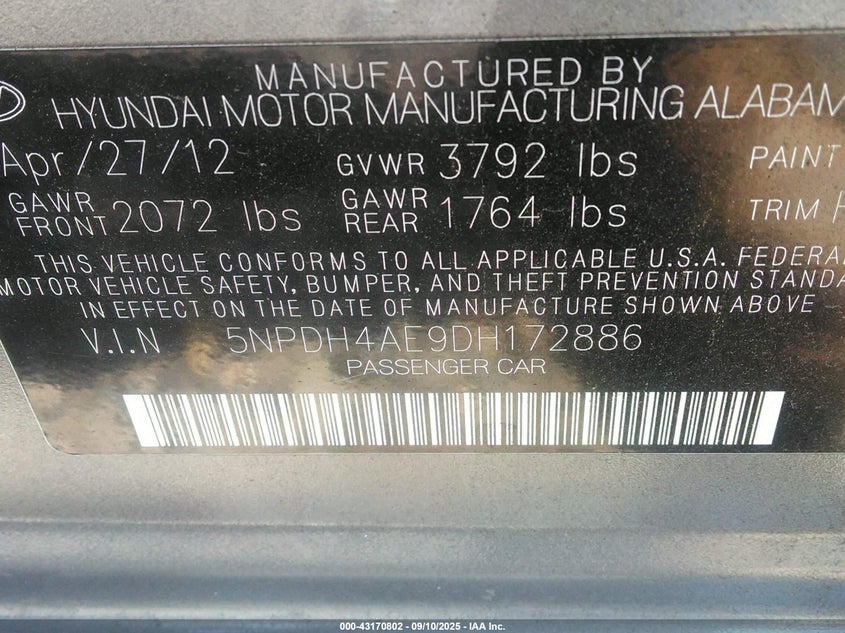 MANUFACTURED BY
HYUNDAI MOTOR MANUFACTURING ALABAM
Apr/27/12 GVWR 3792 lbs PAINT
GAWR FRONT 2072 lbs GAWR REAR 1764 lbs TRIM
THIS VEHICLE CONFORMS TO ALL APPLICABLE U.S.A. FEDERAL
MOTOR VEHICLE SAFETY, BUMPER, AND THEFT PREVENTION STANDA
IN EFFECT ON THE DATE OF MANUFACTURE SHOWN ABOVE
V.I.N 5NPDH4AE9DH172886
PASSENGER CAR
000-43170802 - 09/10/2025 - IAA Inc.